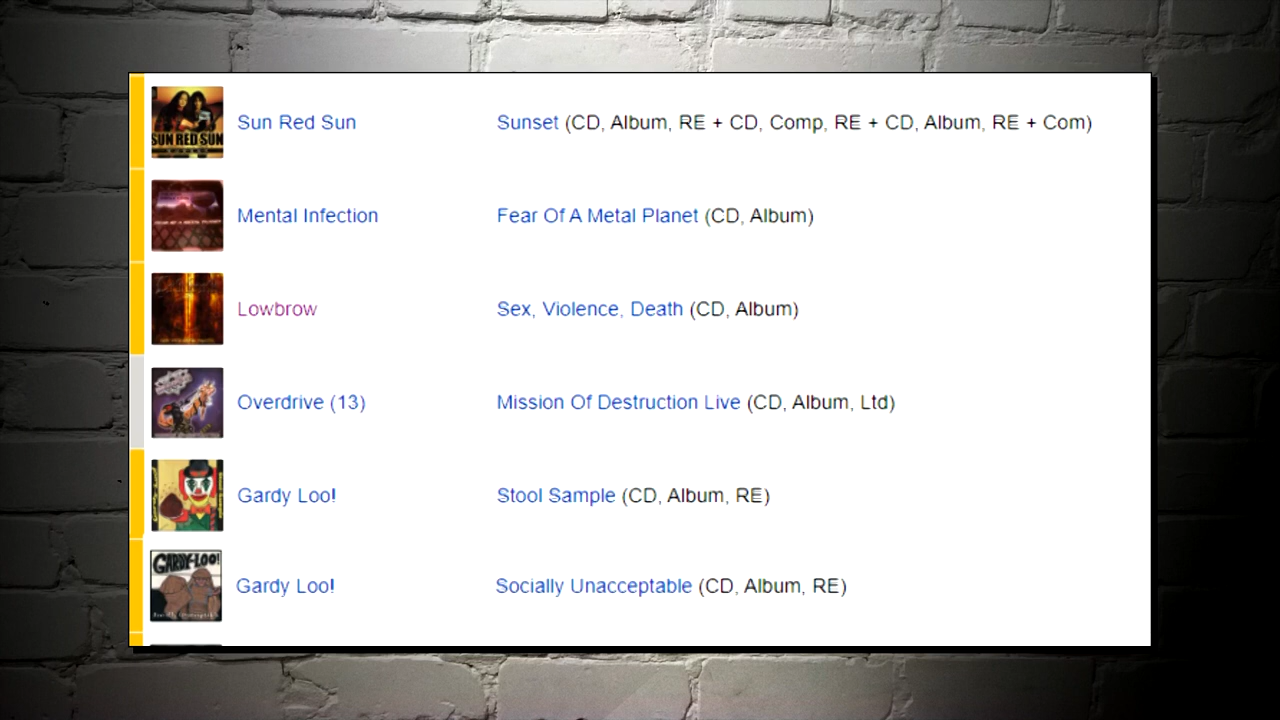 SUN RED SUN
Sun Red Sun Sunset (CD, Album, RE + CD, Comp, RE + CD, Album, RE + Com)
Mental Infection Fear Of A Metal Planet (CD, Album)
Lowbrow Sex, Violence, Death (CD, Album)
Overdrive (13) Mission Of Destruction Live (CD, Album, Ltd)
Gardy Loo! Stool Sample (CD, Album, RE)
GARDY-LOO!
Gardy Loo! Socially Unacceptable (CD, Album, RE)